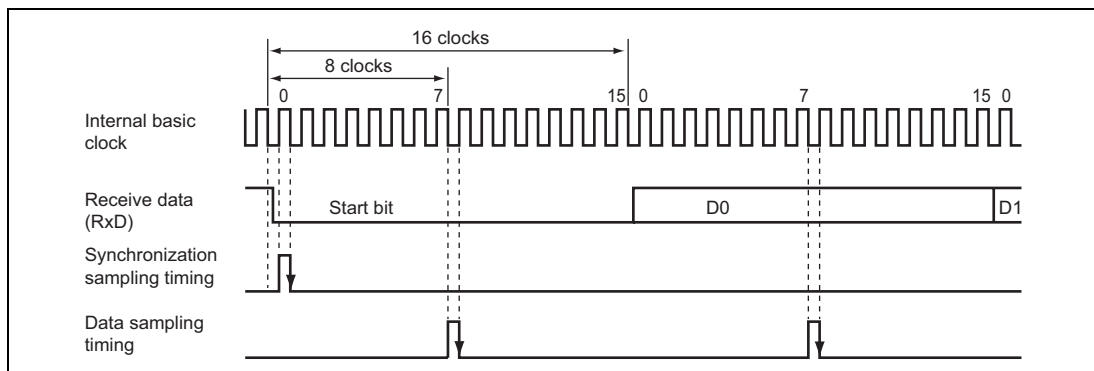 16 clocks
8 clocks
0 7 15 0 7 15 0
Internal basic
clock
Receive data
(RxD)
Start bit D0 D1
Synchronization
sampling timing
Data sampling
timing